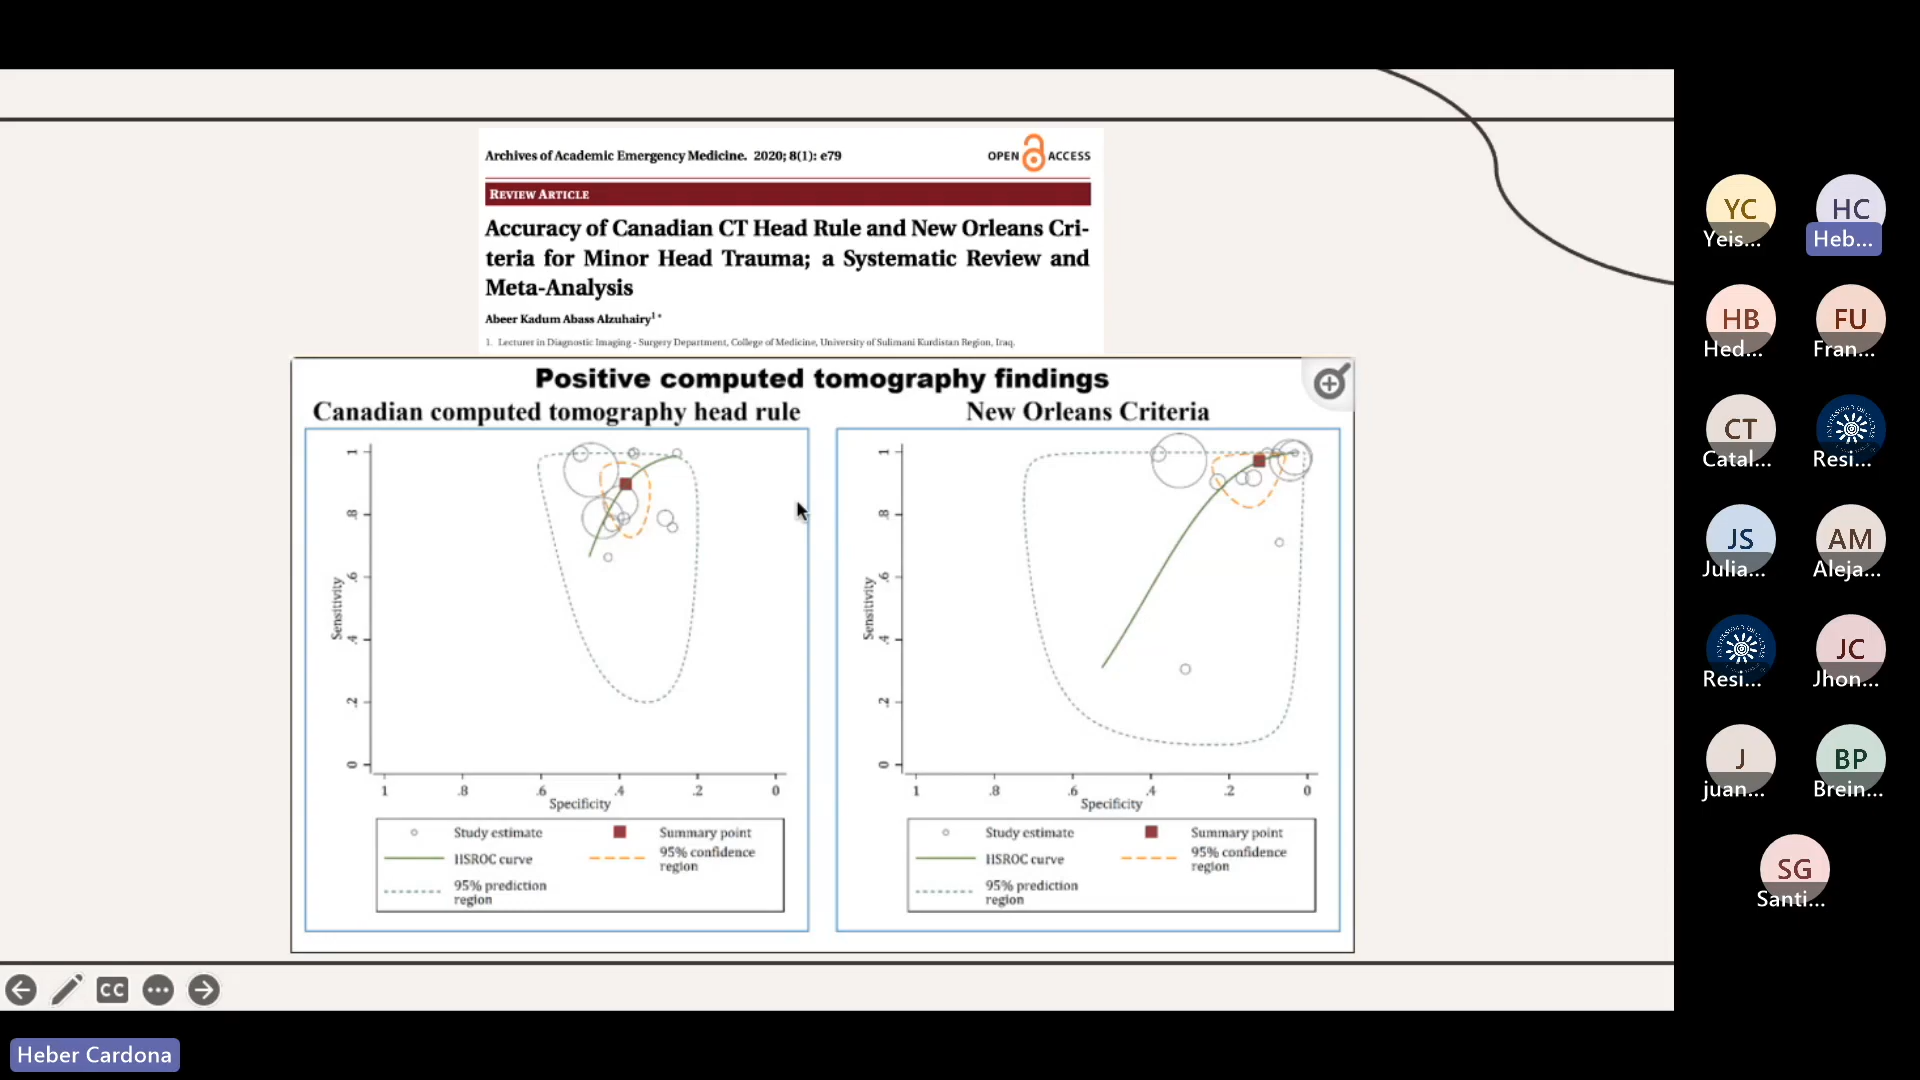 Archives of Academic Emergency Medicine. 2020; 8(1): e79
OPEN ACCESS
REVIEW ARTICLE
Accuracy of Canadian CT Head Rule and New Orleans Cri-
teria for Minor Head Trauma; a Systematic Review and
Meta-Analysis
Abeer Kadum Abass Alzuhairy1 *
1. Lecturer in Diagnostic Imaging - Surgery Department, College of Medicine, University of Sulimani Kurdistan Region, Iraq.
Positive computed tomography findings
Canadian computed tomography head rule
1
.8
.6
.4
.2
0
Sensitivity
1 .8 .6 .4 .2 0
Specificity
Study estimate
Summary point
HSROC curve
95% confidence
region
95% prediction
region
New Orleans Criteria
1
.8
.6
.4
.2
0
Sensitivity
1 .8 .6 .4 .2 0
Specificity
Study estimate
Summary point
HSROC curve
95% confidence
region
95% prediction
region
CC
YC
Yeis...
HC
Heb...
HB
Hed...
FU
Fran...
CT
Catal...
Resi...
JS
Julia...
AM
Aleja...
Resi...
JC
Jhon...
J
juan...
BP
Brein...
SG
Santi...
Heber Cardona